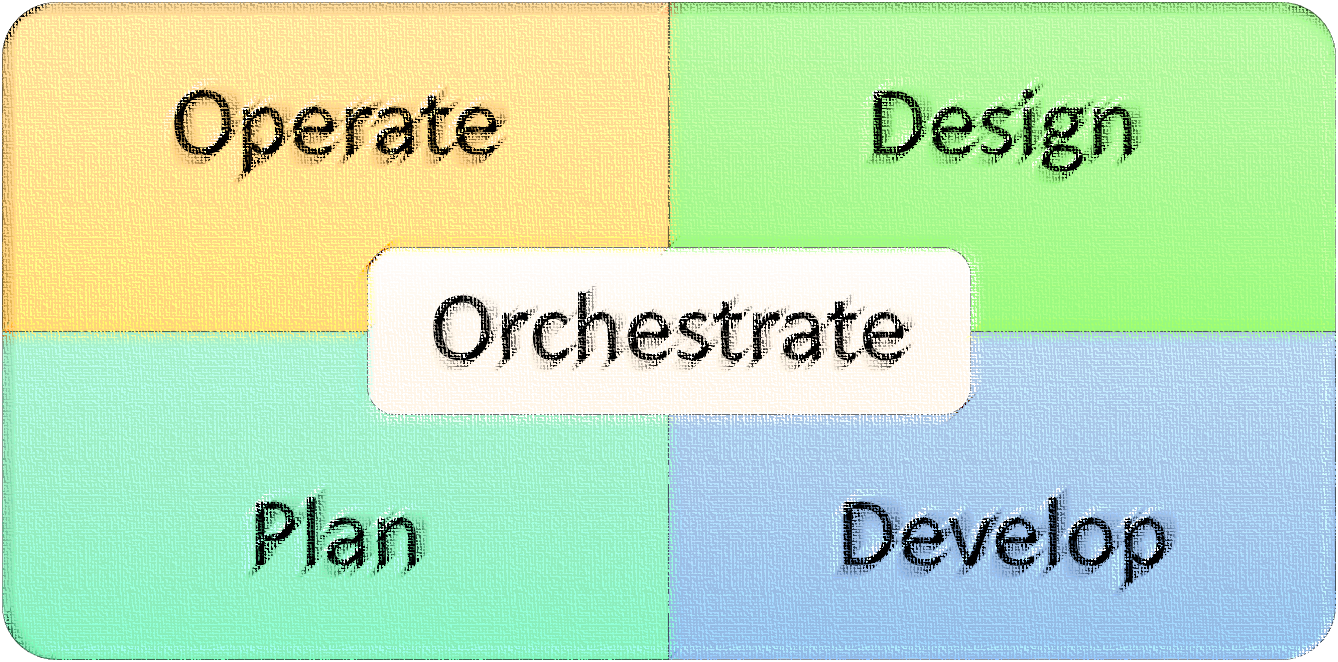 Operate
Design
Orchestrate
Plan
Develop